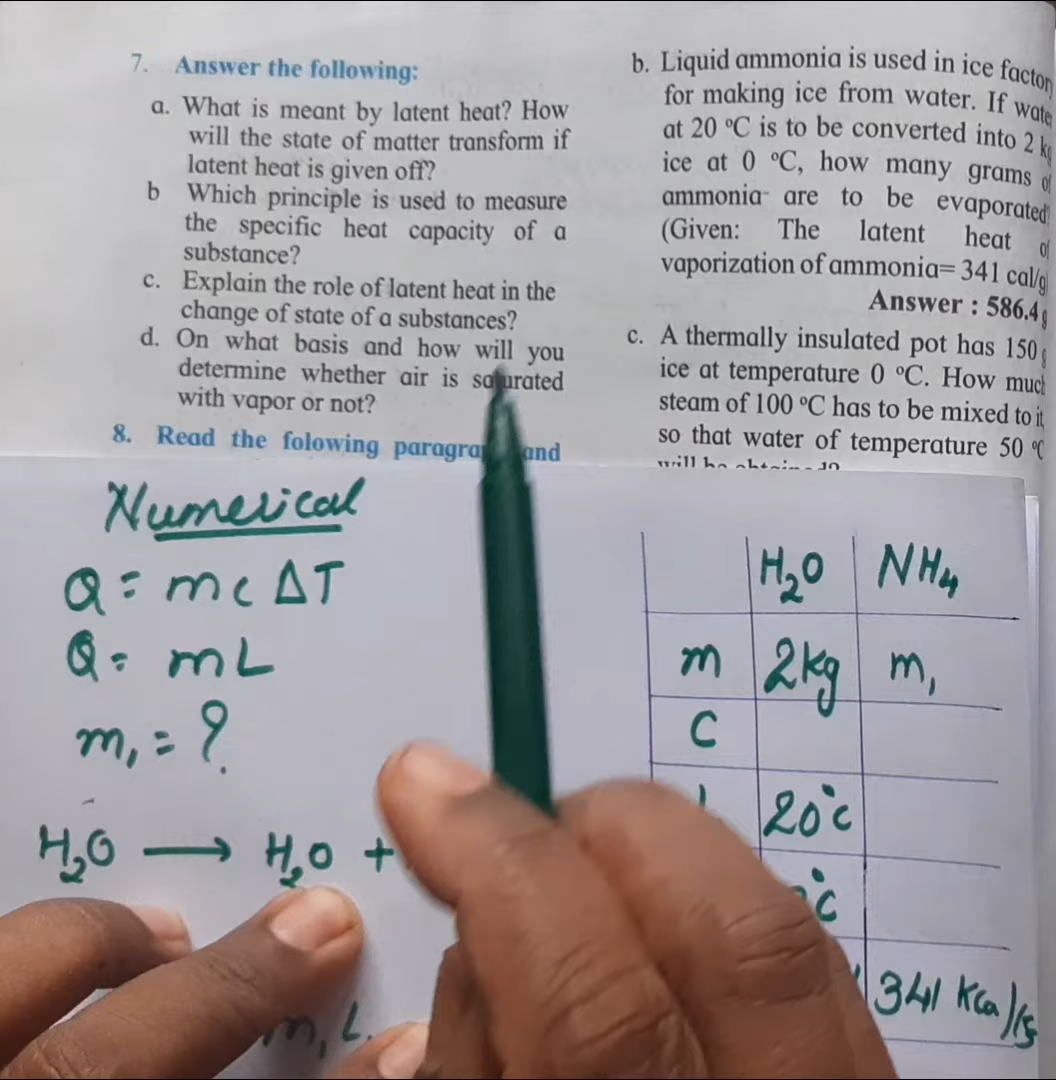 7. Answer the following:
a. What is meant by latent heat? How
will the state of matter transform if
latent heat is given off?
b Which principle is used to measure
the specific heat capacity of a
substance?
c. Explain the role of latent heat in the
change of state of a substances?
d. On what basis and how will you
determine whether air is saturated
with vapor or not?
8. Read the folowing and
b. Liquid ammonia is used in ice
for making ice from water. If
at 20 °C is to be converted into 2
ice at 0 °C, how many grams
ammonia are to be evaporated
(Given: The latent heat
vaporization of ammonia= 341 cal/g
Answer : 586.4
c. A thermally insulated pot has 150
ice at temperature 0 °C. How much
steam of 100 °C has to be mixed to it
so that water of temperature 50 °C
Numerical
Q = mc ΔT
Q = mL
m₁ = ?
H₂O → H₂O +
m₁ L
H₂O NH₄
m 2kg m₁
C
20°c
°c
341